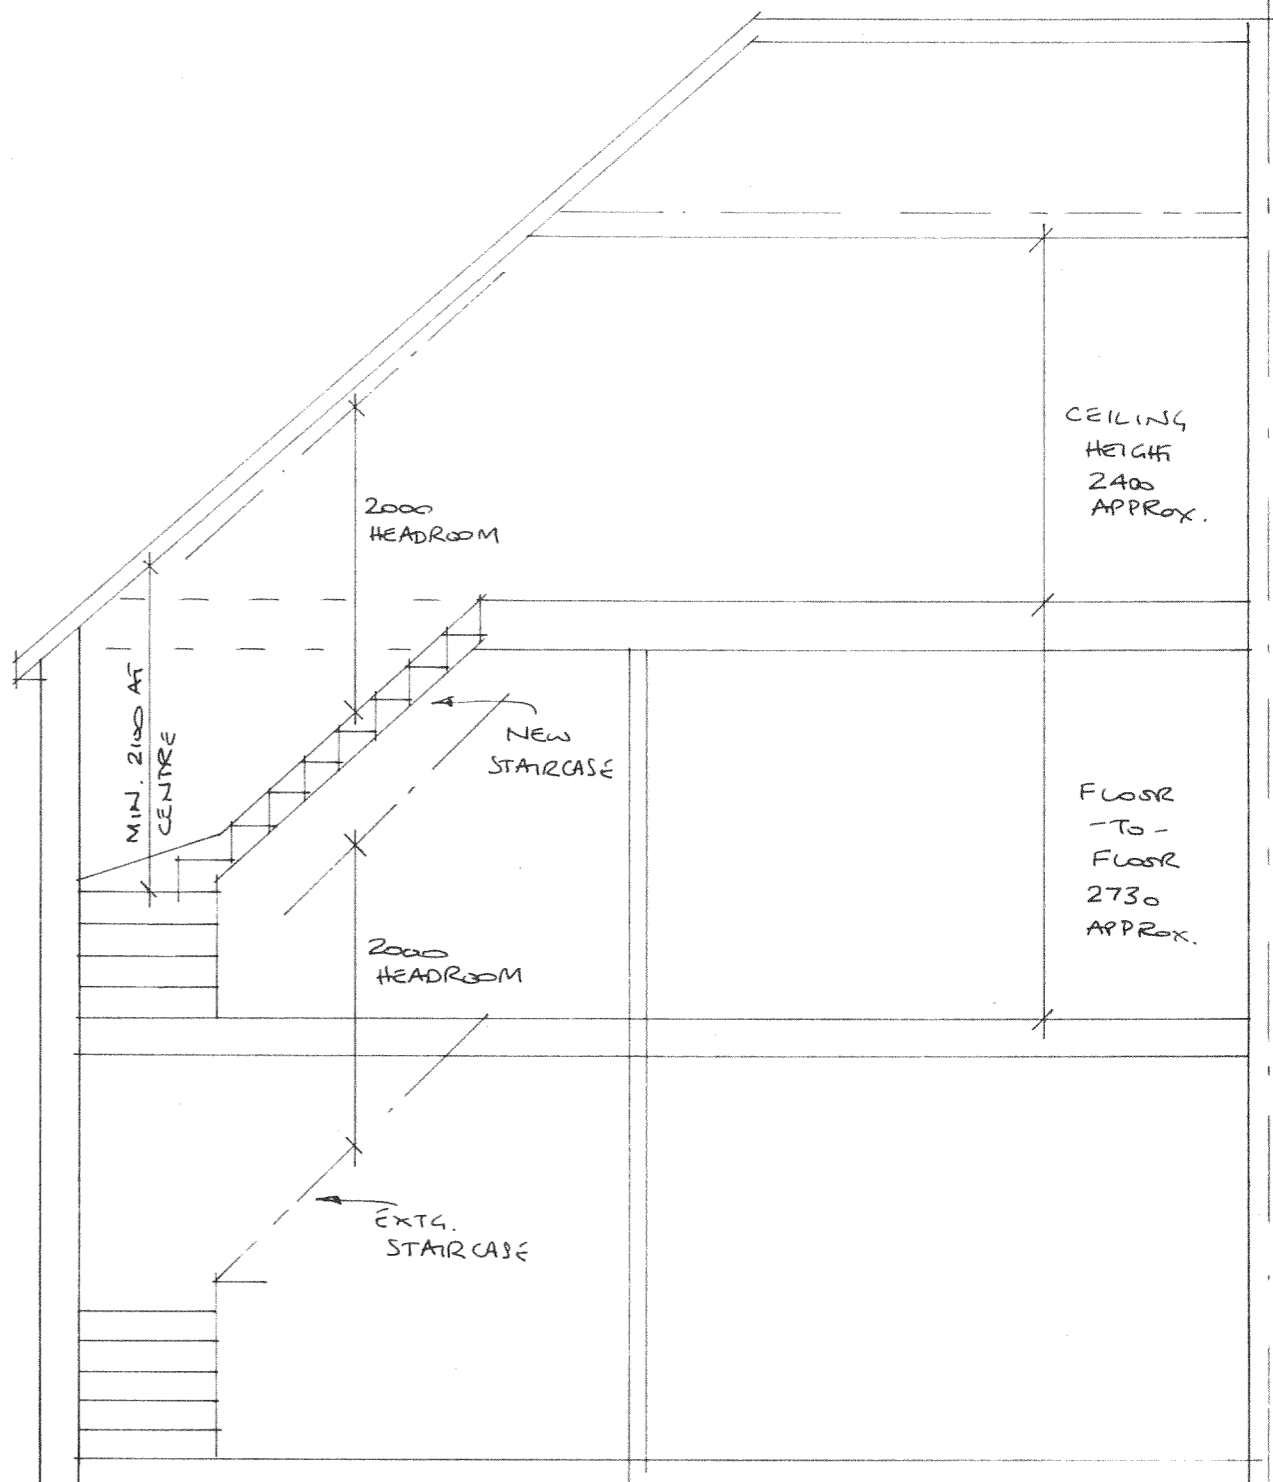 CEILING
HEIGHT
2400
APPROX.
2000
HEADROOM
MIN. 2100 AT
CENTRE
NEW
STAIRCASE
FLOOR
-TO-
FLOOR
2730
APPROX.
2000
HEADROOM
EXTG.
STAIRCASE